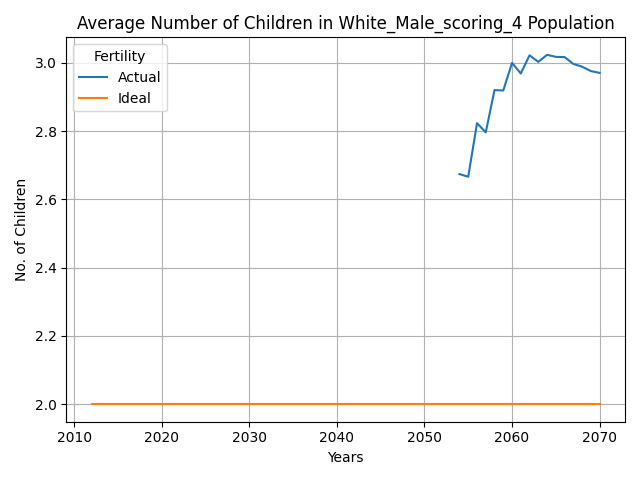 Average Number of Children in White_Male_scoring_4 Population
Fertility
Actual
Ideal
No. of Children
3.0
2.8
2.6
2.4
2.2
2.0
2010 2020 2030 2040 2050 2060 2070
Years